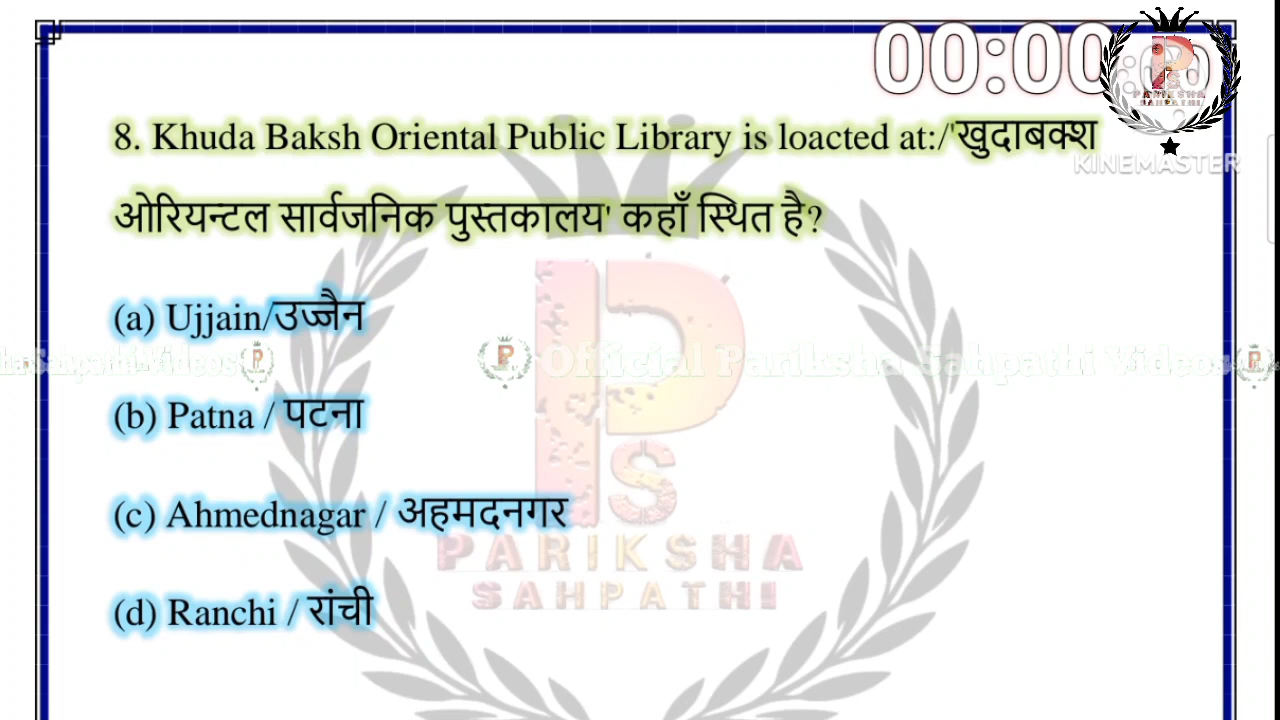 00:00
8. Khuda Baksh Oriental Public Library is loacted at:/'खुदाबक्श
KINEMASTER
ओरियन्टल सार्वजनिक पुस्तकालय' कहाँ स्थित है?
(a) Ujjain/उज्जैन
Official Pariksha Sahpathi Videos
(b) Patna / पटना
(c) Ahmednagar / अहमदनगर
PARIKSHA
SAHPATHI
(d) Ranchi / रांची